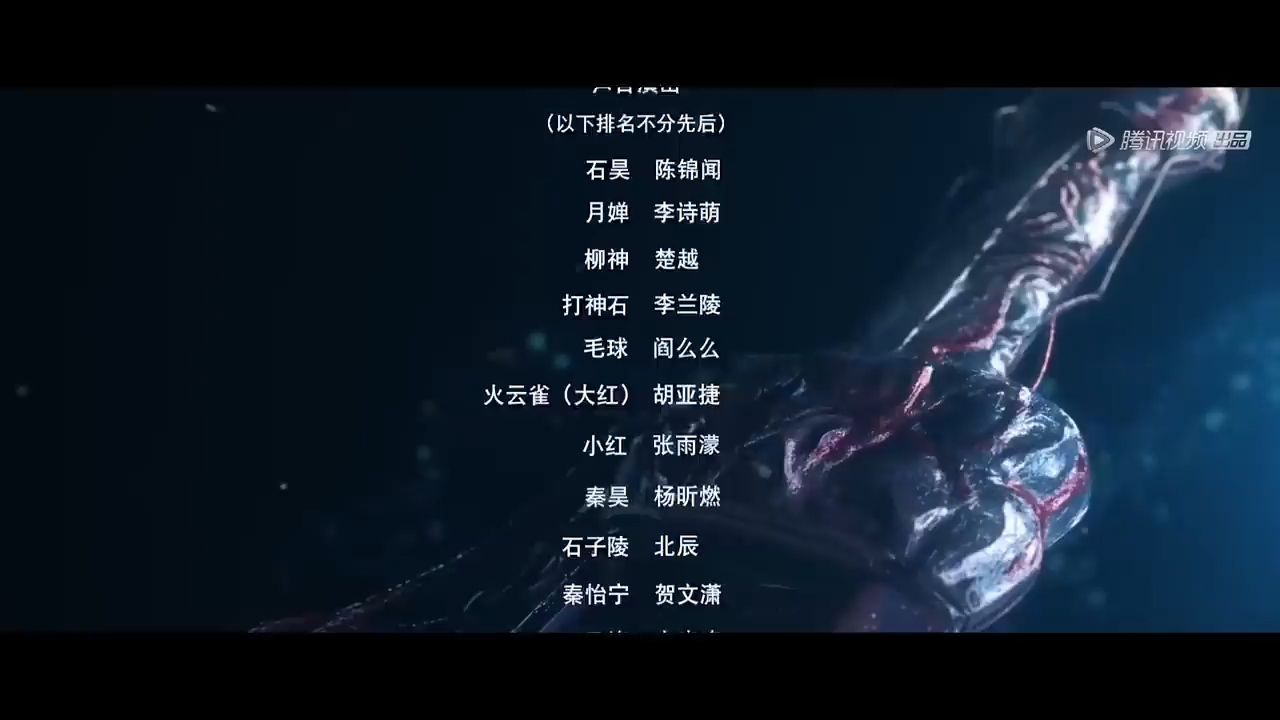 （以下排名不分先后）
腾讯视频 出品
石昊 陈锦闻
月婵 李诗萌
柳神 楚越
打神石 李兰陵
毛球 阎么么
火云雀（大红） 胡亚捷
小红 张雨濛
秦昊 杨昕燃
石子陵 北辰
秦怡宁 贺文潇